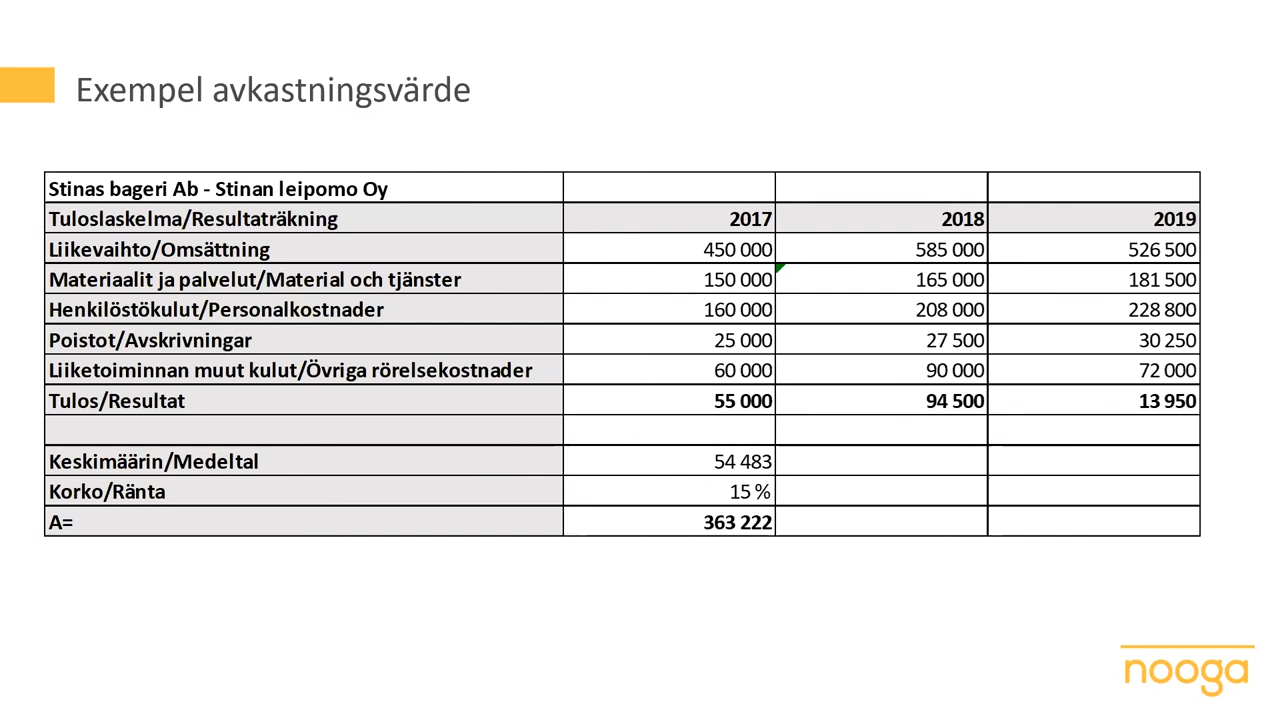 Exempel avkastningsvärde
Stinas bageri Ab - Stinan leipomo Oy
Tuloslaskelma/Resultaträkning 2017 2018 2019
Liikevaihto/Omsättning 450 000 585 000 526 500
Materiaalit ja palvelut/Material och tjänster 150 000 165 000 181 500
Henkilöstökulut/Personalkostnader 160 000 208 000 228 800
Poistot/Avskrivningar 25 000 27 500 30 250
Liiketoiminnan muut kulut/Övriga rörelsekostnader 60 000 90 000 72 000
Tulos/Resultat 55 000 94 500 13 950
Keskimäärin/Medeltal 54 483
Korko/Ränta 15 %
A= 363 222
nooga